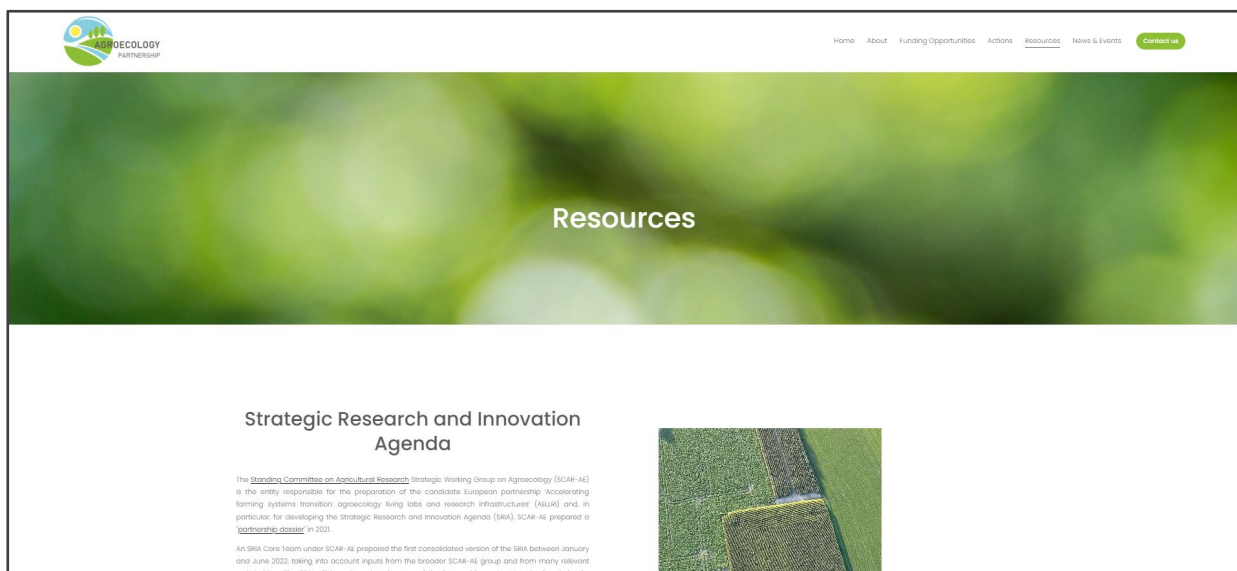 AGROECOLOGY
PARTNERSHIP
Home About Funding Opportunities Actions Resources News & Events Contact us
Resources
Strategic Research and Innovation
Agenda
The Standing Committee on Agricultural Research Strategic Working Group on Agroecology (SCAR-AE)
is the entity responsible for the preparation of the candidate European partnership ‘Accelerating
farming systems transition: agroecology living labs and research infrastructures’ (AELLRI) and, in
particular, for developing the Strategic Research and Innovation Agenda (SRIA). SCAR-AE prepared a
‘partnership dossier’ in 2021.
An SRIA Core Team under SCAR-AE prepared the first consolidated version of the SRIA between January
and June 2022, taking into account inputs from the broader SCAR-AE group and from many relevant